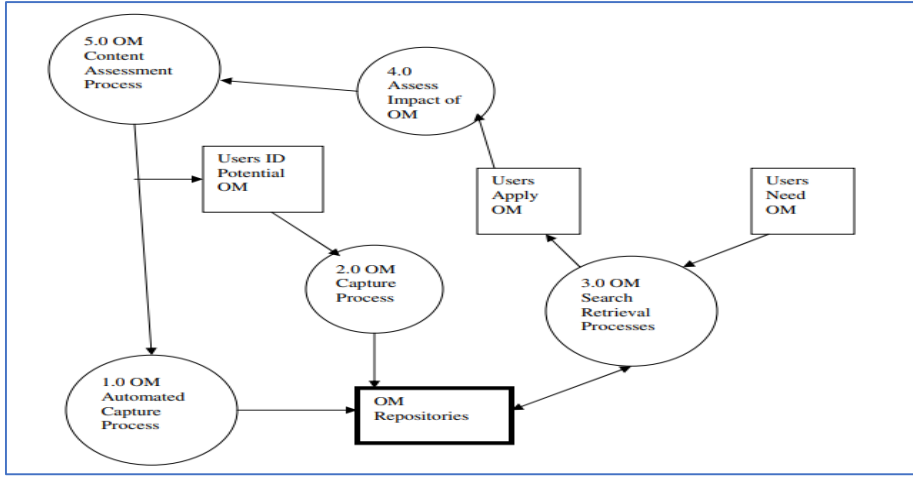 5.0 OM
Content
Assessment
Process
4.0
Assess
Impact of
OM
Users ID
Potential
OM
Users
Apply
OM
Users
Need
OM
2.0 OM
Capture
Process
3.0 OM
Search
Retrieval
Processes
1.0 OM
Automated
Capture
Process
OM
Repositories